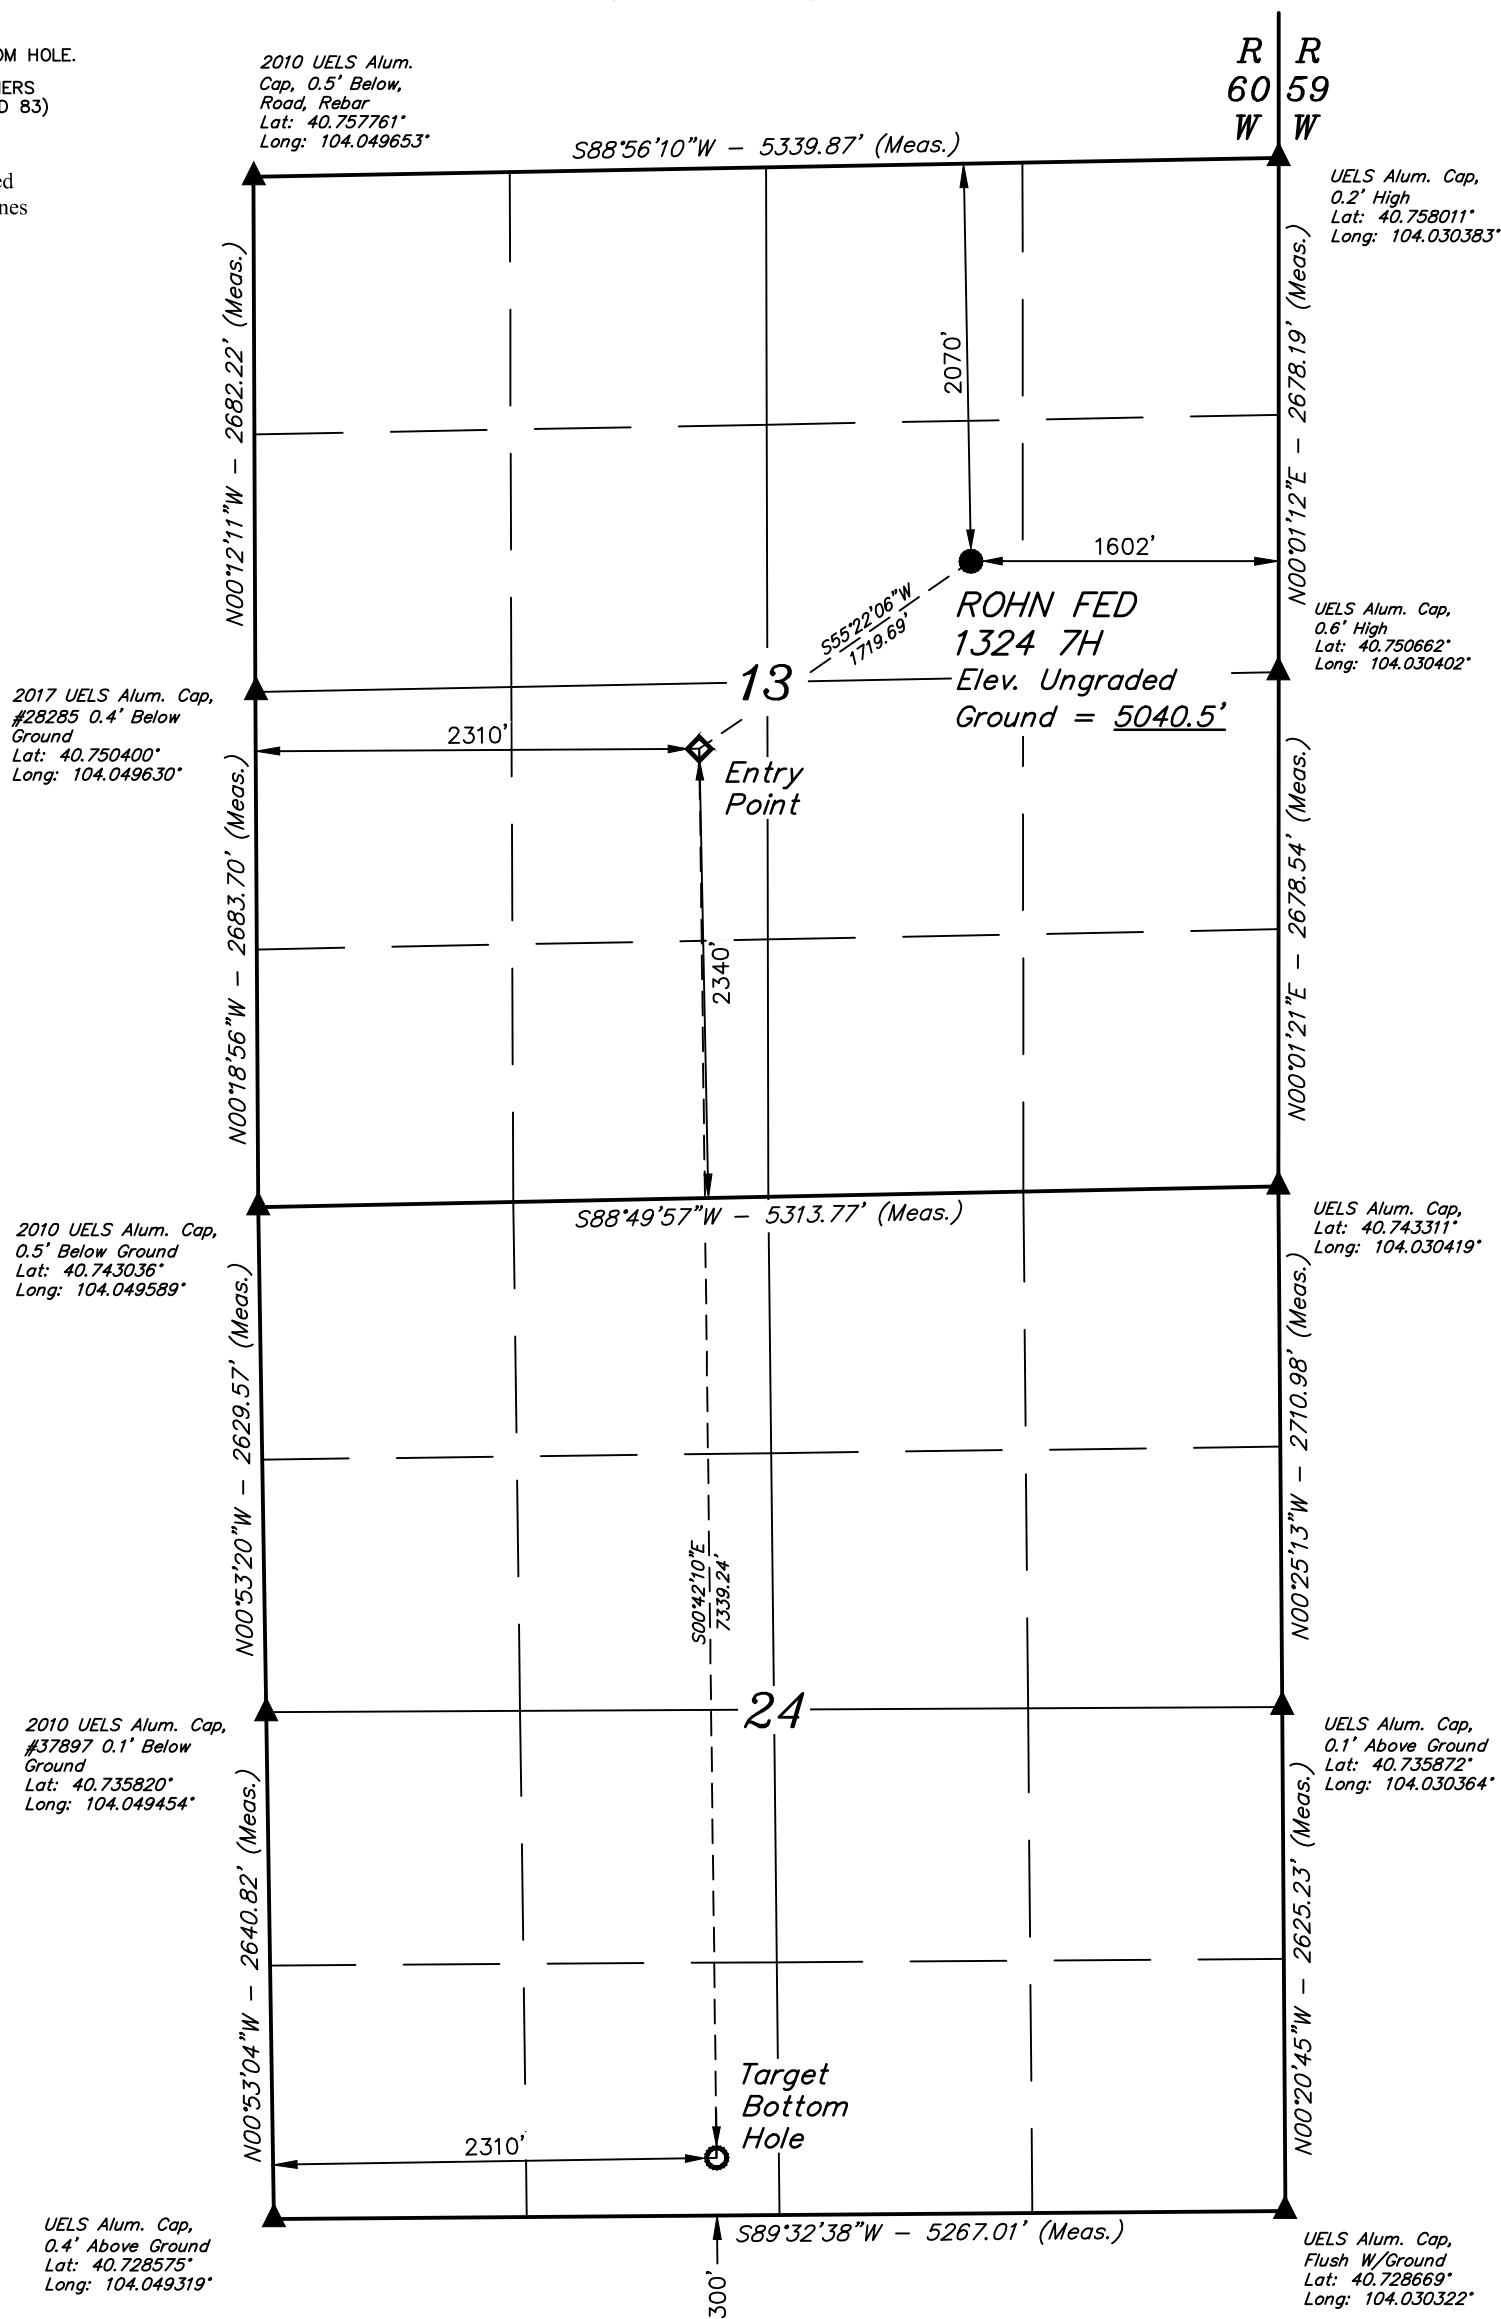 OM HOLE.
2010 UELS Alum.
Cap, 0.5' Below,
Road, Rebar
Lat: 40.757761°
Long: 104.049653°
R R
60 59
W W
S88°56'10"W - 5339.87' (Meas.)
UELS Alum. Cap,
0.2' High
Lat: 40.758011°
Long: 104.030383°
N00°12'11"W - 2682.22' (Meas.)
2070'
N00°01'12"E - 2678.19' (Meas.)
1602'
S55°22'06"W
1719.69'
ROHN FED
1324 7H
Elev. Ungraded
Ground = 5040.5'
UELS Alum. Cap,
0.6' High
Lat: 40.750662°
Long: 104.030402°
13
2017 UELS Alum. Cap,
#28285 0.4' Below
Ground
Lat: 40.750400°
Long: 104.049630°
2310'
Entry
Point
N00°18'56"W - 2683.70' (Meas.)
2340'
N00°01'21"E - 2678.54' (Meas.)
S88°49'57"W - 5313.77' (Meas.)
2010 UELS Alum. Cap,
0.5' Below Ground
Lat: 40.743036°
Long: 104.049589°
UELS Alum. Cap,
Lat: 40.743311°
Long: 104.030419°
N00°53'20"W - 2629.57' (Meas.)
S00°42'10"E
7339.24'
N00°25'13"W - 2710.98' (Meas.)
24
2010 UELS Alum. Cap,
#37897 0.1' Below
Ground
Lat: 40.735820°
Long: 104.049454°
UELS Alum. Cap,
0.1' Above Ground
Lat: 40.735872°
Long: 104.030364°
N00°53'04"W - 2640.82' (Meas.)
N00°20'45"W - 2625.23' (Meas.)
Target
Bottom
Hole
2310'
S89°32'38"W - 5267.01' (Meas.)
300'
UELS Alum. Cap,
0.4' Above Ground
Lat: 40.728575°
Long: 104.049319°
UELS Alum. Cap,
Flush W/Ground
Lat: 40.728669°
Long: 104.030322°